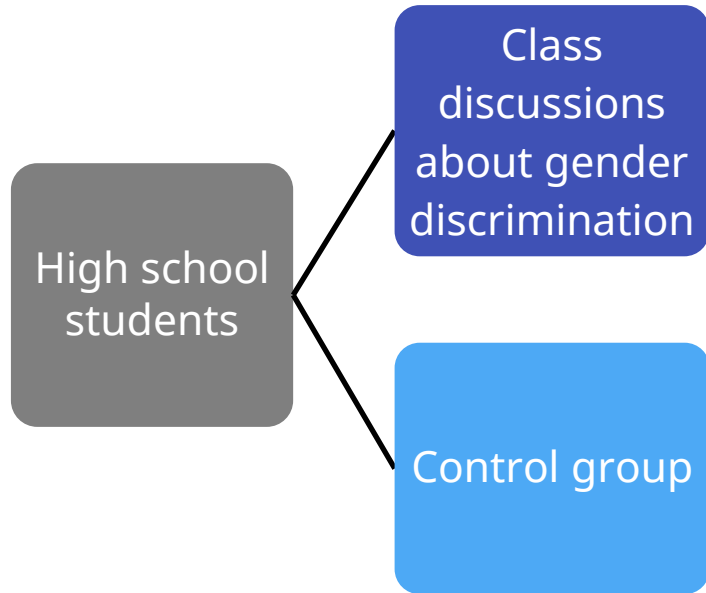 Class
discussions
about gender
discrimination
High school
students
Control group